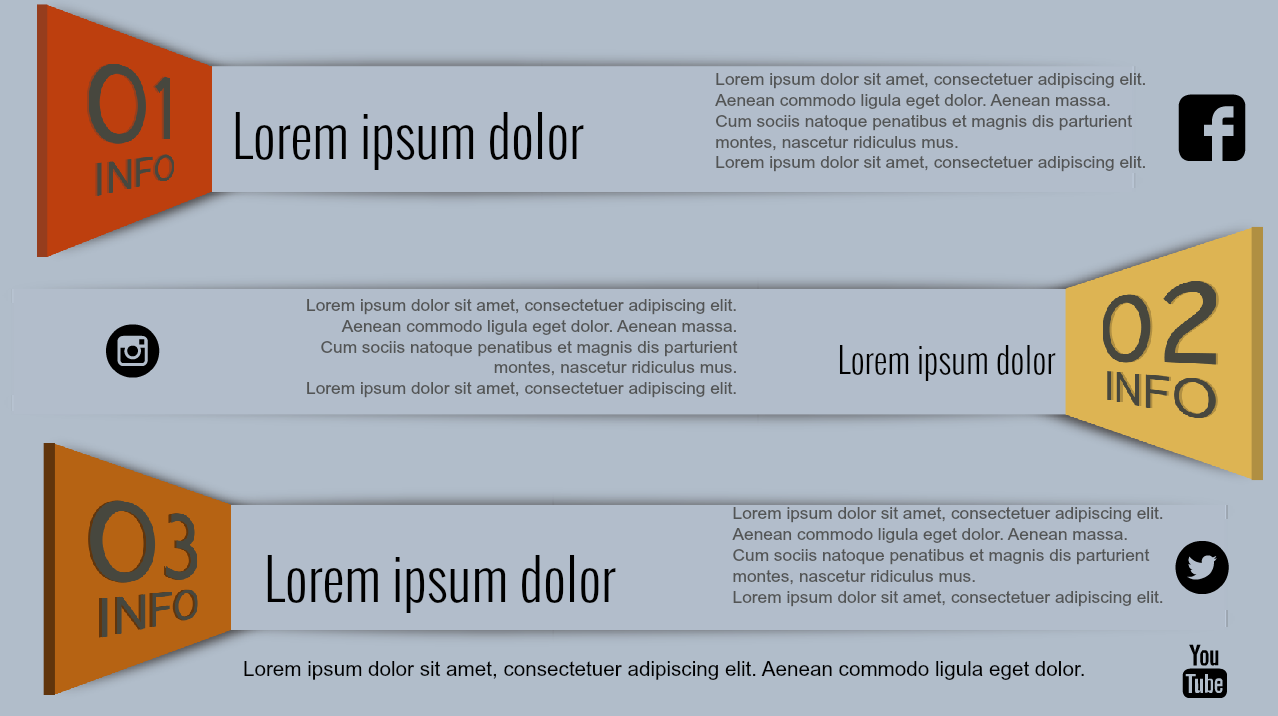 01
INFO
Lorem ipsum dolor
Lorem ipsum dolor sit amet, consectetuer adipiscing elit.
Aenean commodo ligula eget dolor. Aenean massa.
Cum sociis natoque penatibus et magnis dis parturient
montes, nascetur ridiculus mus.
Lorem ipsum dolor sit amet, consectetuer adipiscing elit.
Lorem ipsum dolor sit amet, consectetuer adipiscing elit.
Aenean commodo ligula eget dolor. Aenean massa.
Cum sociis natoque penatibus et magnis dis parturient
montes, nascetur ridiculus mus.
Lorem ipsum dolor sit amet, consectetuer adipiscing elit.
Lorem ipsum dolor
02
INFO
03
INFO
Lorem ipsum dolor
Lorem ipsum dolor sit amet, consectetuer adipiscing elit.
Aenean commodo ligula eget dolor. Aenean massa.
Cum sociis natoque penatibus et magnis dis parturient
montes, nascetur ridiculus mus.
Lorem ipsum dolor sit amet, consectetuer adipiscing elit.
Lorem ipsum dolor sit amet, consectetuer adipiscing elit. Aenean commodo ligula eget dolor.
You
Tube